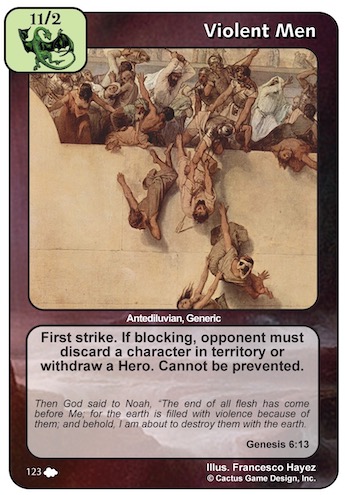 11/2
Violent Men
Antediluvian, Generic
First strike. If blocking, opponent must
discard a character in territory or
withdraw a Hero. Cannot be prevented.
Then God said to Noah, “The end of all flesh has
come before Me; for the earth is filled with violence because of
them; and behold, I am about to destroy them with the earth.
Genesis 6:13
123
Illus. Francesco Hayez
© Cactus Game Design, Inc.